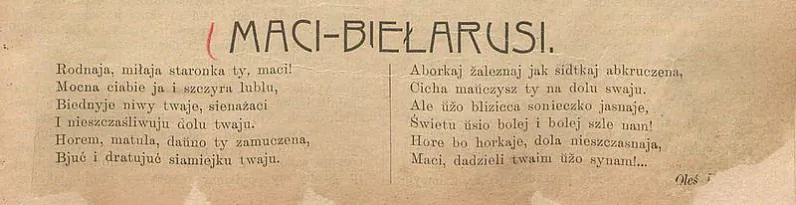 MACI-BIEŁARUSI.
Rodnaja, miłaja staronka ty, maci!
Mocna ciabie ja i szczyra lublu,
Biednyje niwy twaje, sienażaci
I nieszczaśliwuju dolu twaju.
Horem, matula, daŭno ty zamuczena,
Bjuć i dratujuć siamiejku twaju.
Aborkaj żaleznaj jak sidtkaj abkruczena,
Cicha maŭczysz ty na dolu swaju.
Ale ŭżo blizicca sonieczko jasnaje,
Świetu ŭsio bolej i bolej szle nam!
Hore bo horkaje, dola nieszczasnaja,
Maci, dadzieli twaim ŭżo synam!...
Oleś